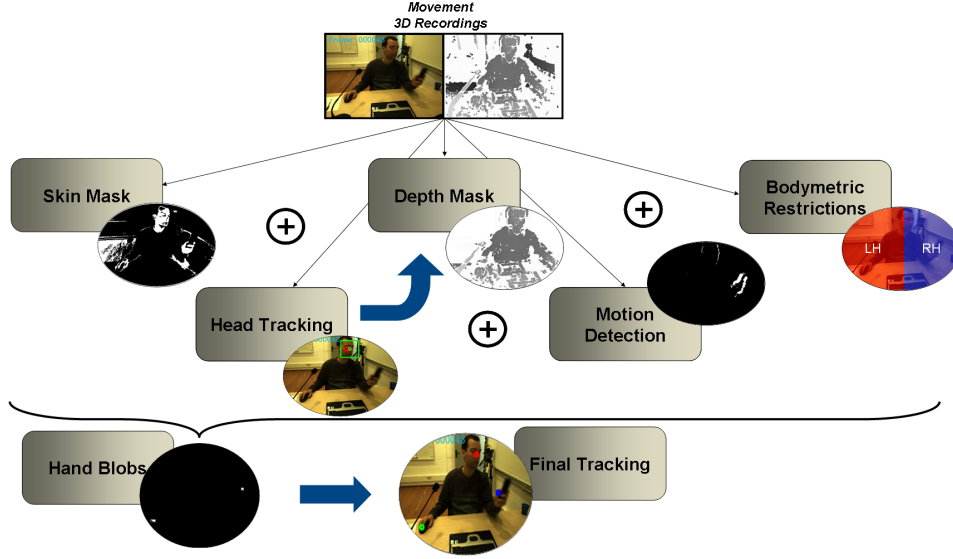 Movement
3D Recordings
Skin Mask
Depth Mask
Bodymetric
Restrictions
LH
RH
Head Tracking
Motion
Detection
Hand Blobs
Final Tracking